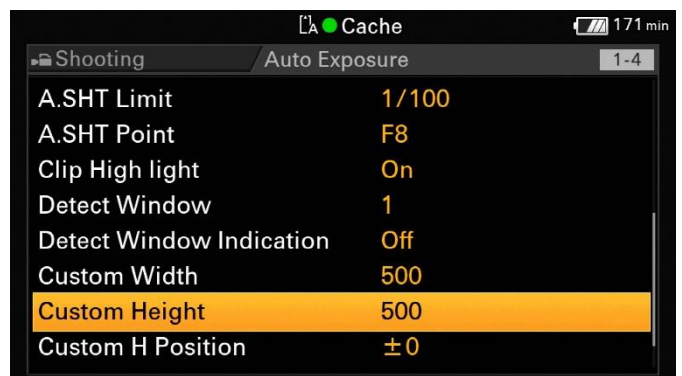 A Cache 171 min
Shooting Auto Exposure 1-4
A.SHT Limit 1/100
A.SHT Point F8
Clip High light On
Detect Window 1
Detect Window Indication Off
Custom Width 500
Custom Height 500
Custom H Position ±0